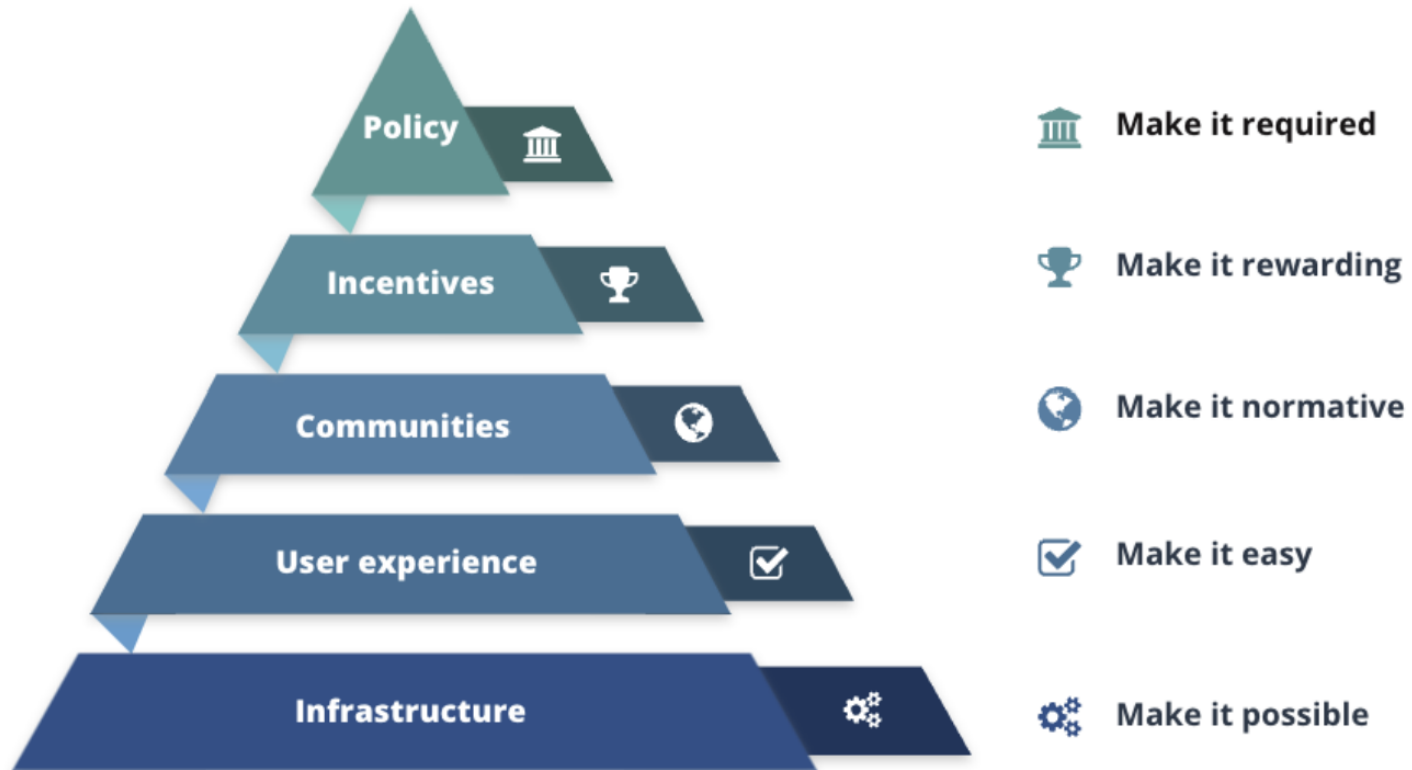 Policy
Make it required
Incentives
Make it rewarding
Communities
Make it normative
User experience
Make it easy
Infrastructure
Make it possible